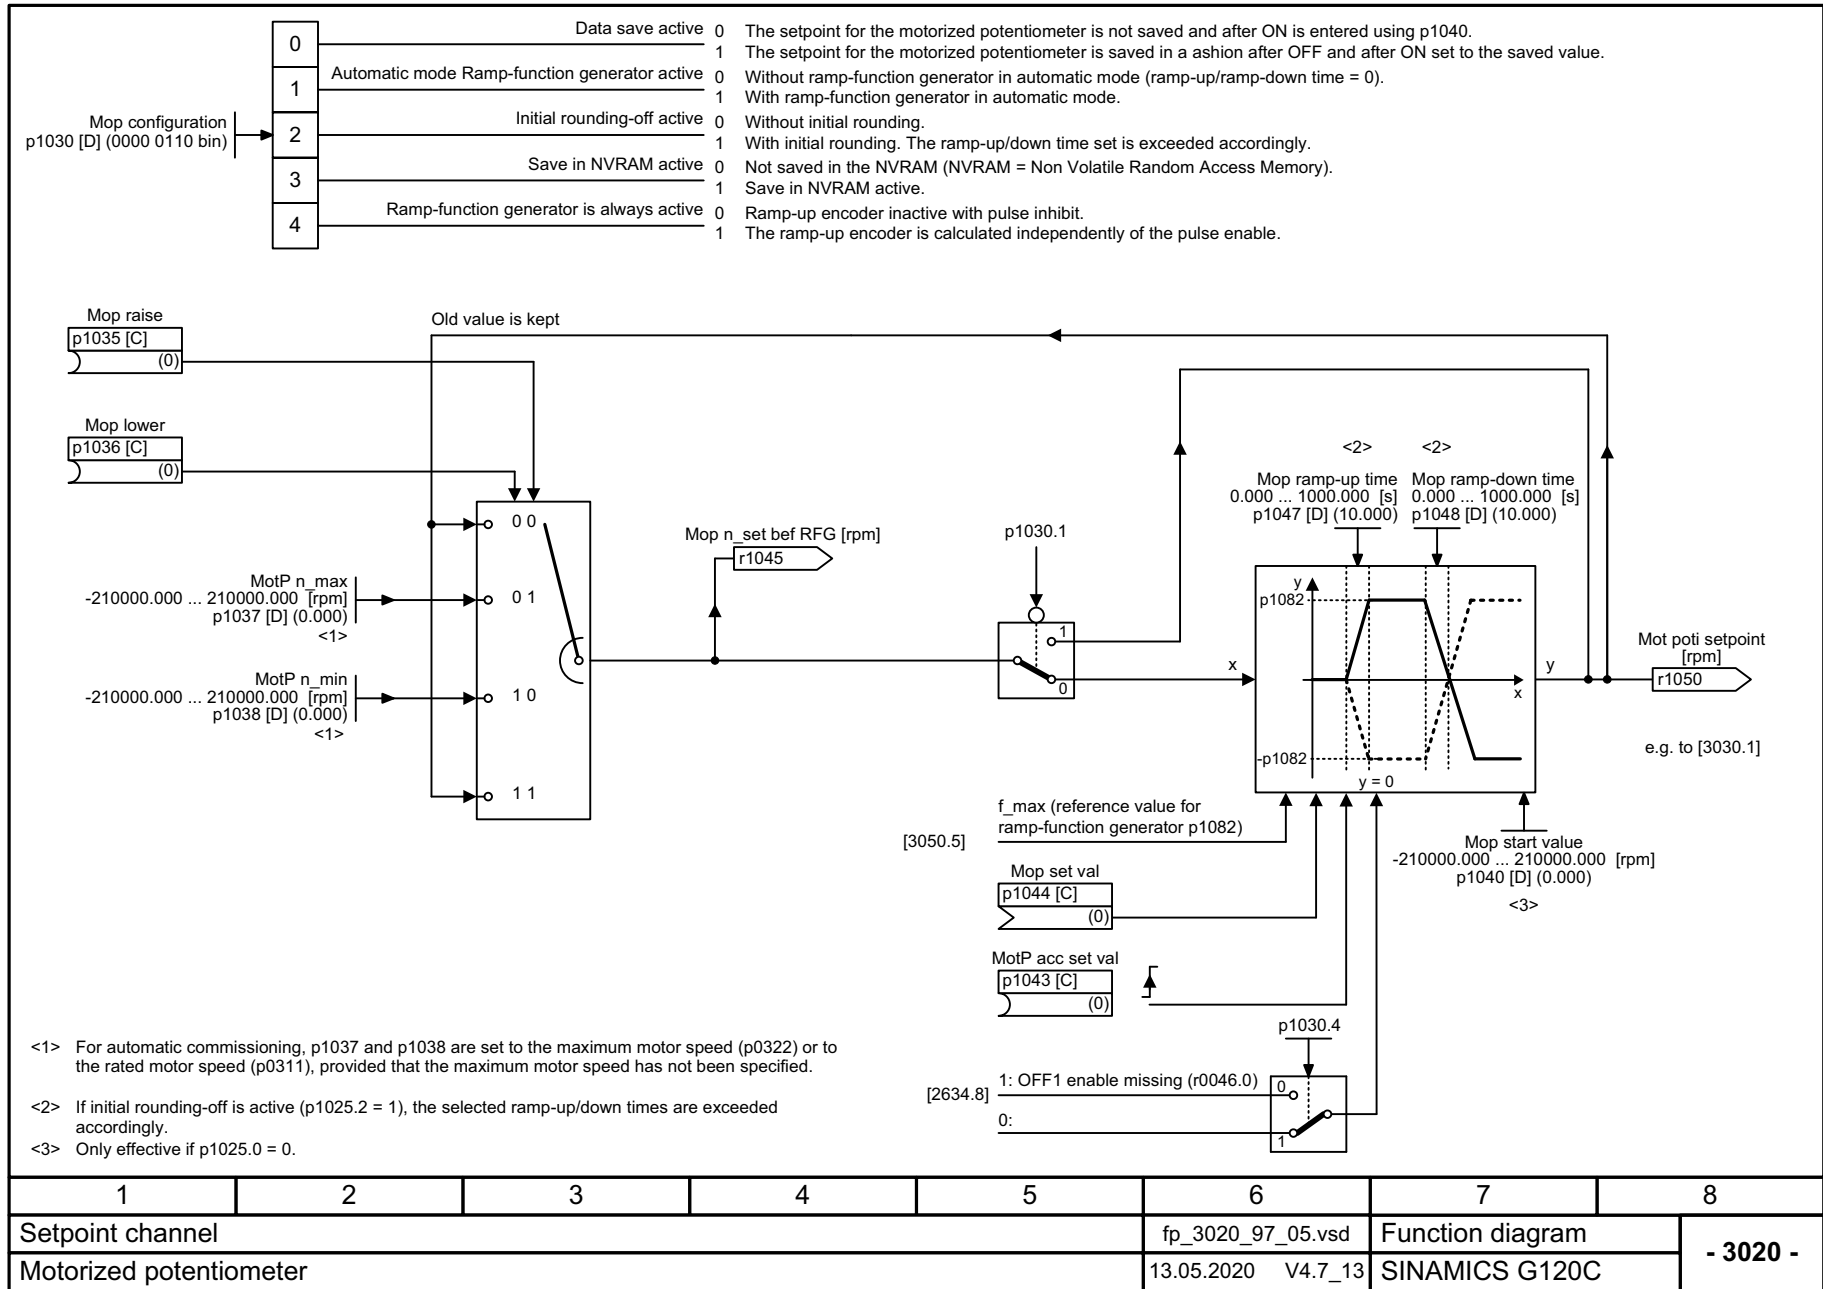 0
Data save active 0 The setpoint for the motorized potentiometer is not saved and after ON is entered using p1040.
1 The setpoint for the motorized potentiometer is saved in a ashion after OFF and after ON set to the saved value.
1
Automatic mode Ramp-function generator active 0 Without ramp-function generator in automatic mode (ramp-up/ramp-down time = 0).
1 With ramp-function generator in automatic mode.
Mop configuration
p1030 [D] (0000 0110 bin)
2
Initial rounding-off active 0 Without initial rounding.
1 With initial rounding. The ramp-up/down time set is exceeded accordingly.
3
Save in NVRAM active 0 Not saved in the NVRAM (NVRAM = Non Volatile Random Access Memory).
1 Save in NVRAM active.
4
Ramp-function generator is always active 0 Ramp-up encoder inactive with pulse inhibit.
1 The ramp-up encoder is calculated independently of the pulse enable.
Mop raise
p1035 [C]
(0)
Old value is kept
Mop lower
p1036 [C]
(0)
0 0
0 1
1 0
1 1
MotP n_max
-210000.000 ... 210000.000 [rpm]
p1037 [D] (0.000)
<1>
MotP n_min
-210000.000 ... 210000.000 [rpm]
p1038 [D] (0.000)
<1>
Mop n_set bef RFG [rpm]
r1045
p1030.1
1
0
<2> <2>
Mop ramp-up time
0.000 ... 1000.000 [s]
p1047 [D] (10.000)
Mop ramp-down time
0.000 ... 1000.000 [s]
p1048 [D] (10.000)
x
y
p1082
x
-p1082
y = 0
y
Mot poti setpoint
[rpm]
r1050
e.g. to [3030.1]
f_max (reference value for
ramp-function generator p1082)
[3050.5]
Mop start value
-210000.000 ... 210000.000 [rpm]
p1040 [D] (0.000)
<3>
Mop set val
p1044 [C]
(0)
MotP acc set val
p1043 [C]
(0)
p1030.4
[2634.8]
1: OFF1 enable missing (r0046.0)
0:
0
1
<1> For automatic commissioning, p1037 and p1038 are set to the maximum motor speed (p0322) or to
the rated motor speed (p0311), provided that the maximum motor speed has not been specified.
<2> If initial rounding-off is active (p1025.2 = 1), the selected ramp-up/down times are exceeded
accordingly.
<3> Only effective if p1025.0 = 0.
1 2 3 4 5 6 7 8
Setpoint channel
fp_3020_97_05.vsd
Function diagram
- 3020 -
Motorized potentiometer
13.05.2020 V4.7_13
SINAMICS G120C